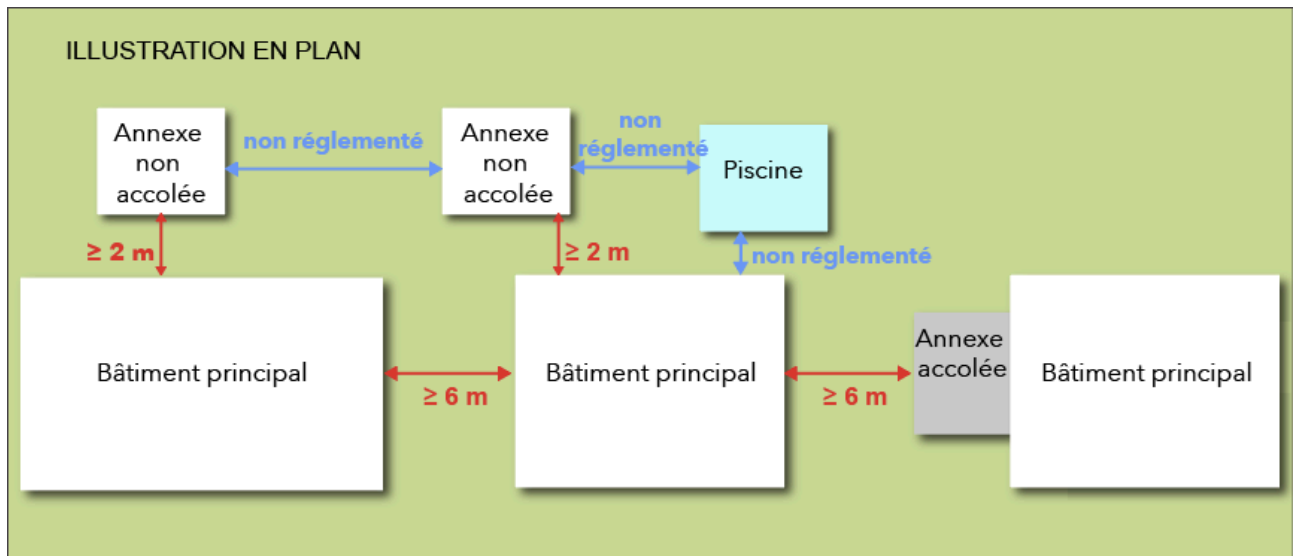 ILLUSTRATION EN PLAN
Annexe
non
accolée
non réglementé
Annexe
non
accolée
non
réglementé
Piscine
≥ 2 m
≥ 2 m
non réglementé
Bâtiment principal
≥ 6 m
Bâtiment principal
≥ 6 m
Annexe
accolée
Bâtiment principal